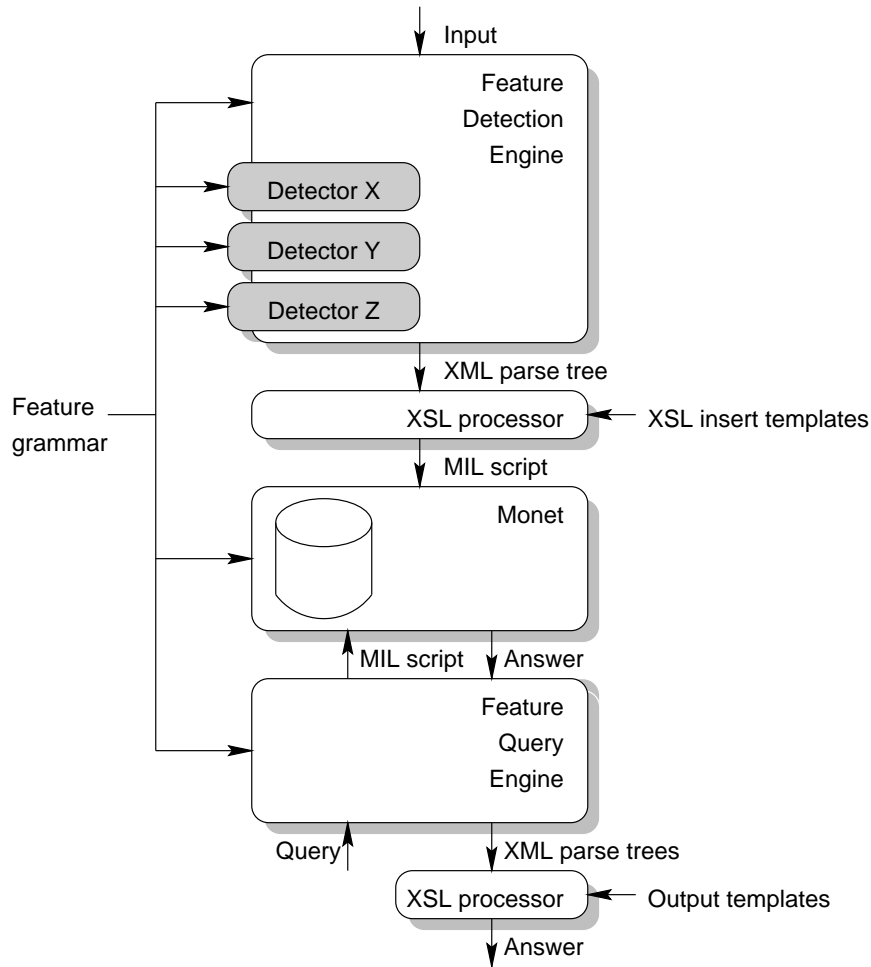 Input
Feature
Detection
Engine
Detector X
Detector Y
Detector Z
XML parse tree
Feature
grammar
XSL processor
XSL insert templates
MIL script
Monet
MIL script
Answer
Feature
Query
Engine
Query
XML parse trees
XSL processor
Output templates
Answer